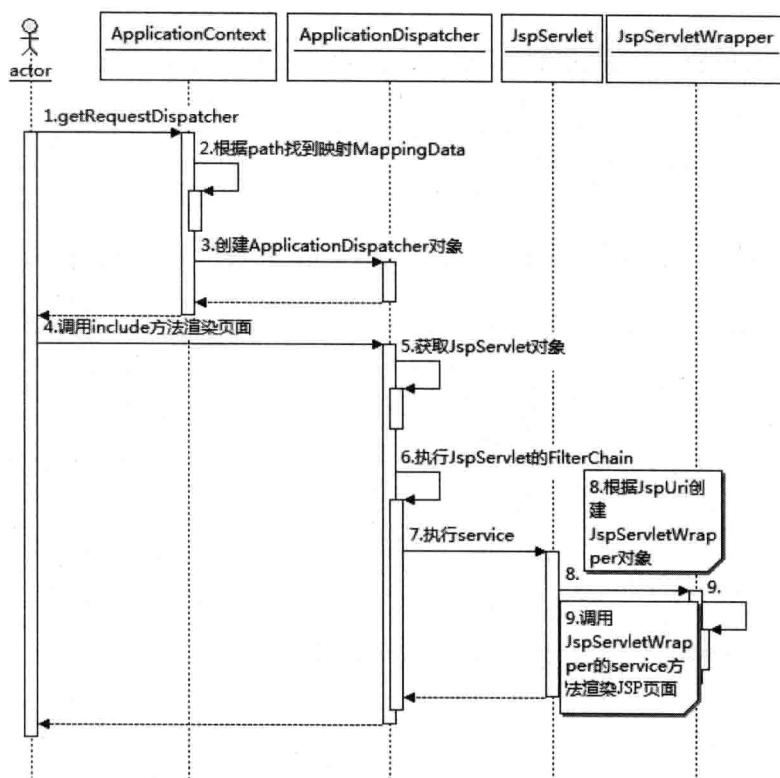 actor
ApplicationContext
ApplicationDispatcher
JspServlet
JspServletWrapper
1.getRequestDispatcher
2.根据path找到映射MappingData
3.创建ApplicationDispatcher对象
4.调用include方法渲染页面
5.获取JspServlet对象
6.执行JspServlet的FilterChain
7.执行service
8.根据JspUri创
建
JspServletWrap
per对象
8.
9.
9.调用
JspServletWrap
per的service方
法渲染JSP页面